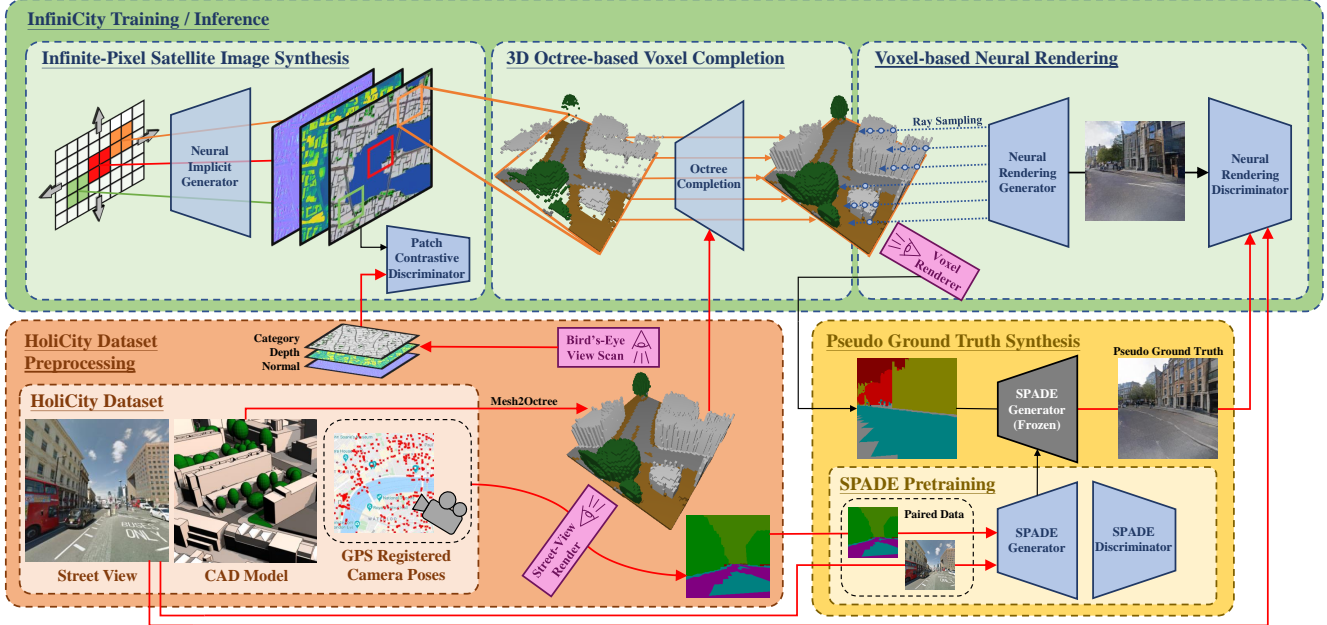 InfiniCity Training / Inference
Infinite-Pixel Satellite Image Synthesis
Neural
Implicit
Generator
Patch
Contrastive
Discriminator
3D Octree-based Voxel Completion
Octree
Completion
Voxel-based Neural Rendering
Ray Sampling
Neural
Rendering
Generator
Neural
Rendering
Discriminator
Voxel
Renderer
HoliCity Dataset
Preprocessing
Category
Depth
Normal
Bird's-Eye
View Scan
HoliCity Dataset
Mesh2Octree
BUSES
ONLY
Street View
CAD Model
GPS Registered
Camera Poses
Street-View
Render
Pseudo Ground Truth Synthesis
Pseudo Ground Truth
SPADE
Generator
(Frozen)
SPADE Pretraining
Paired Data
SPADE
Generator
SPADE
Discriminator